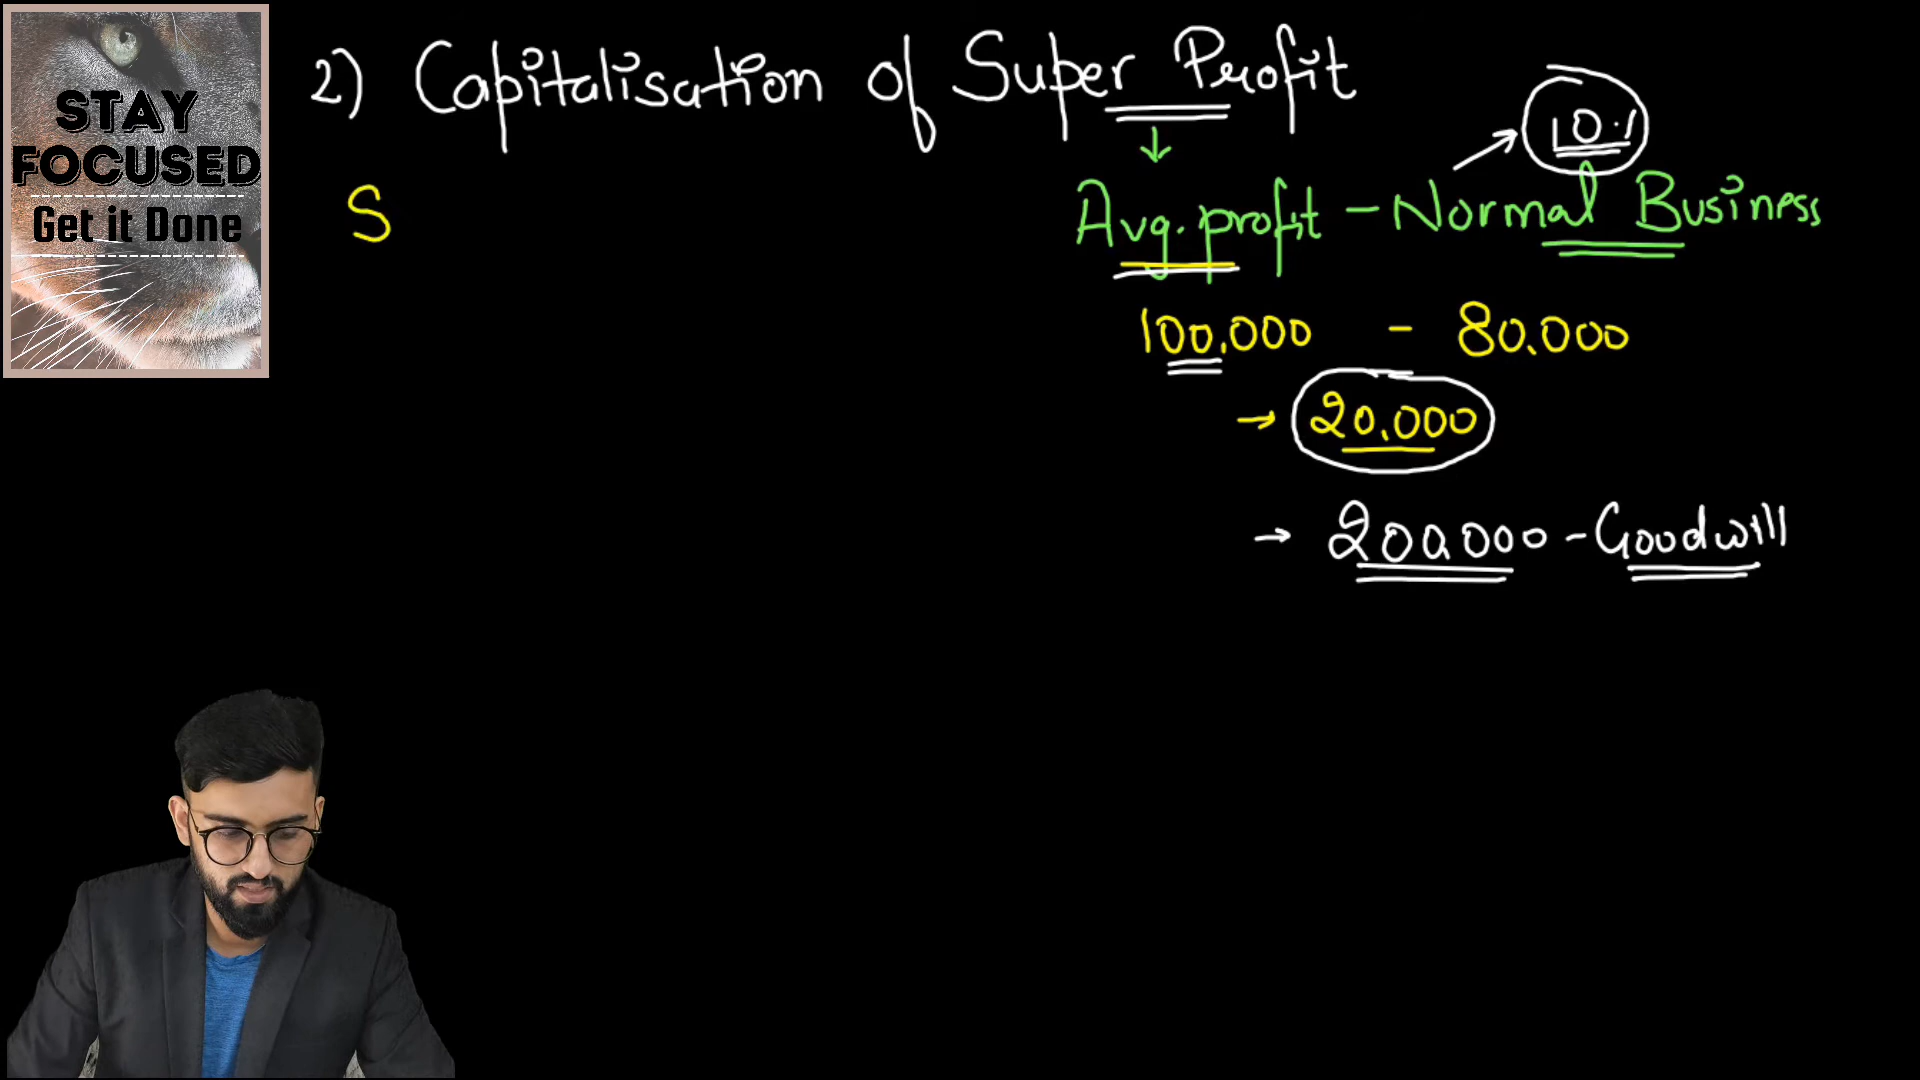 STAY
FOCUSED
Get it Done
2) Capitalisation of Super Profit
10%
S
Avg. profit - Normal Business
100,000 - 80,000
→ 20,000
→ 200,000 - Goodwill